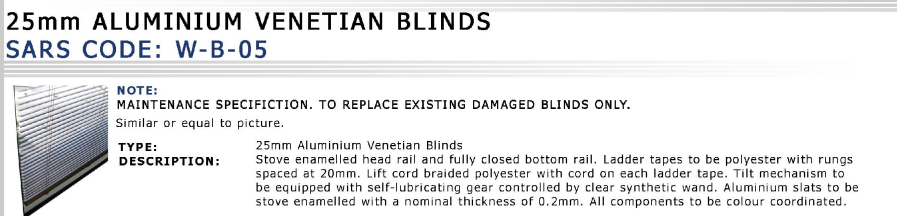 25mm ALUMINIUM VENETIAN BLINDS
SARS CODE: W-B-05
NOTE:
MAINTENANCE SPECIFICTION. TO REPLACE EXISTING DAMAGED BLINDS ONLY.
Similar or equal to picture.
TYPE: 25mm Aluminium Venetian Blinds
DESCRIPTION: Stove enamelled head rail and fully closed bottom rail. Ladder tapes to be polyester with rungs
spaced at 20mm. Lift cord braided polyester with cord on each ladder tape. Tilt mechanism to
be equipped with self-lubricating gear controlled by clear synthetic wand. Aluminium slats to be
stove enamelled with a nominal thickness of 0.2mm. All components to be colour coordinated.